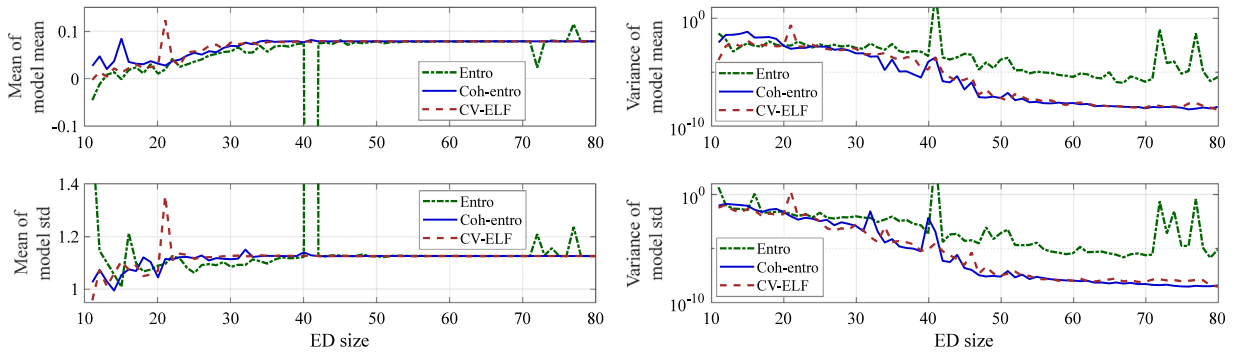 Mean of
model mean
0.1
0
-0.1
Entro
Coh-entro
CV-ELF
10 20 30 40 50 60 70 80
Variance of
model mean
10^0
10^-10
Entro
Coh-entro
CV-ELF
10 20 30 40 50 60 70 80
Mean of
model std
1.4
1.2
1
Entro
Coh-entro
CV-ELF
10 20 30 40 50 60 70 80
ED size
Variance of
model std
10^0
10^-10
Entro
Coh-entro
CV-ELF
10 20 30 40 50 60 70 80
ED size